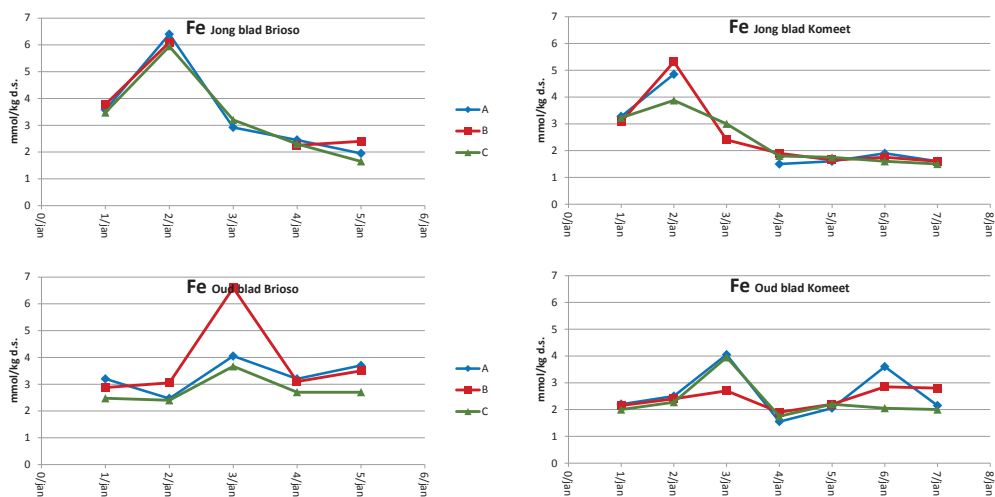 Fe Jong blad Brioso
mmol/kg d.s.
7
6
5
4
3
2
1
0
0/jan
1/jan
2/jan
3/jan
4/jan
5/jan
6/jan
A
B
C
Fe Jong blad Komeet
mmol/kg d.s.
7
6
5
4
3
2
1
0
0/jan
1/jan
2/jan
3/jan
4/jan
5/jan
6/jan
7/jan
8/jan
Fe Oud blad Brioso
mmol/kg d.s.
7
6
5
4
3
2
1
0
0/jan
1/jan
2/jan
3/jan
4/jan
5/jan
6/jan
A
B
C
Fe Oud blad Komeet
mmol/kg d.s.
7
6
5
4
3
2
1
0
0/jan
1/jan
2/jan
3/jan
4/jan
5/jan
6/jan
7/jan
8/jan